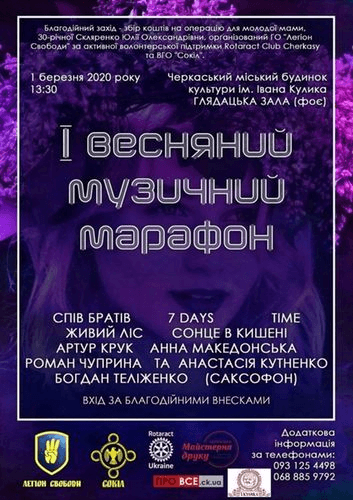 Благодійний захід - збір коштів на операцію для молодої мами,
30-річної Скляренко Юлії Олександрівни, організований ГО "Легіон
Свободи" за активної волонтерської підтримки Rotaract Club Cherkasy
та ВГО "Сокіл".
1 березня 2020 року
13:30
Черкаський міський будинок
культури ім. Івана Кулика
ГЛЯДАЦЬКА ЗАЛА (фоє)
І весняний
музичний
марафон
СПІВ БРАТІВ 7 DAYS TIME
ЖИВИЙ ЛІС СОНЦЕ В КИШЕНІ
АРТУР КРУК АННА МАКЕДОНСЬКА
РОМАН ЧУПРИНА ТА АНАСТАСІЯ КУТНЕНКО
БОГДАН ТЕЛІЖЕНКО (САКСОФОН)
ВХІД ЗА БЛАГОДІЙНИМИ ВНЕСКАМИ
ЛЕГІОН СВОБОДИ
СОКІЛ
Rotaract
Ukraine
Майстерня
друку
ПРО ВСЕ.ck.ua
Додаткова
інформація
за телефонами:
093 125 4498
068 885 9792